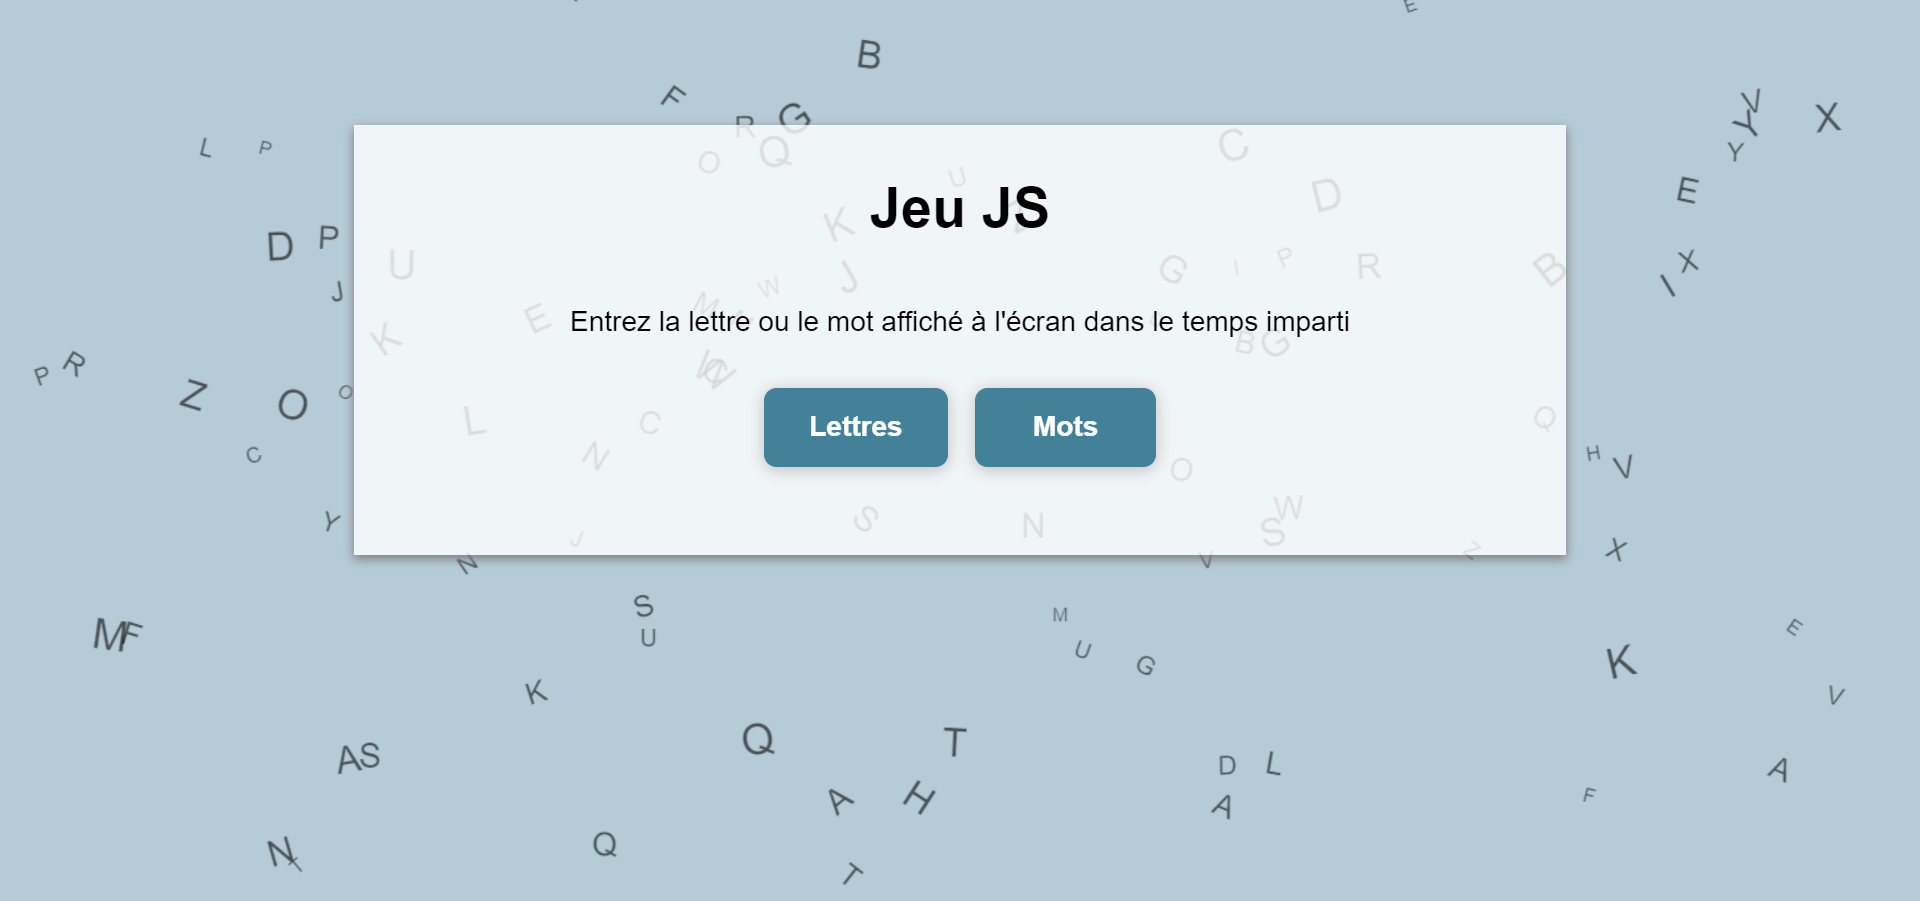 Jeu JS
Entrez la lettre ou le mot affiché à l'écran dans le temps imparti
Lettres
Mots